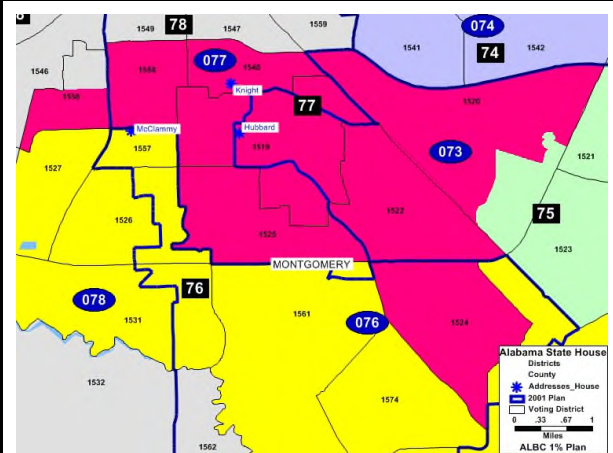 78
074
1549
1547
1559
1541
74
1542
077
1546
1540
Knight
1558
77
1520
McClammy
Hubbard
1557
1519
073
1527
1521
1526
1522
75
1525
1523
MONTGOMERY
76
078
1531
1561
076
1524
1532
1574
1562
Alabama State House
Districts
County
Addresses_House
2001 Plan
Voting District
0 .33 .67 1
Miles
ALBC 1% Plan